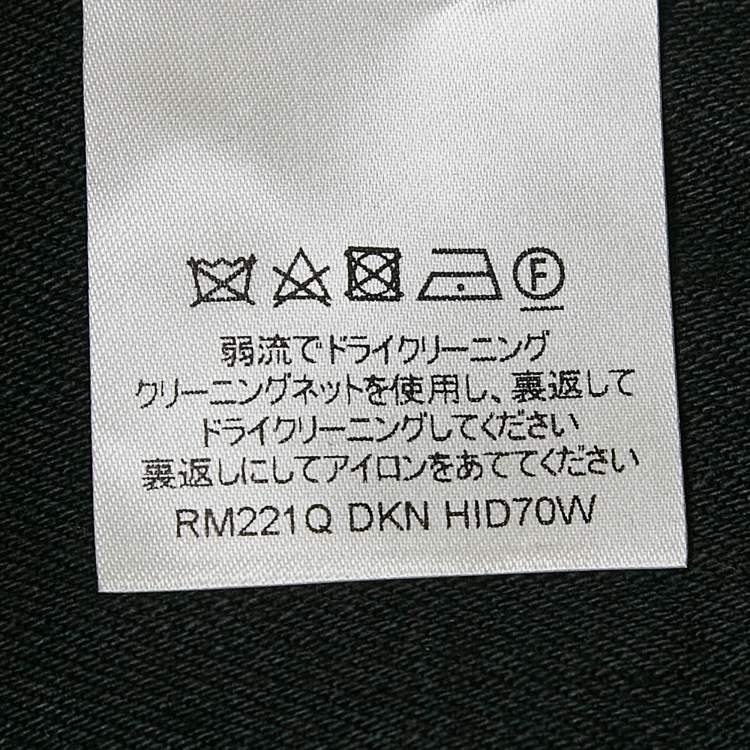 F
弱流でドライクリーニング
クリーニングネットを使用し、裏返して
ドライクリーニングしてください
裏返しにしてアイロンをあててください
RM221Q DKN HID70W